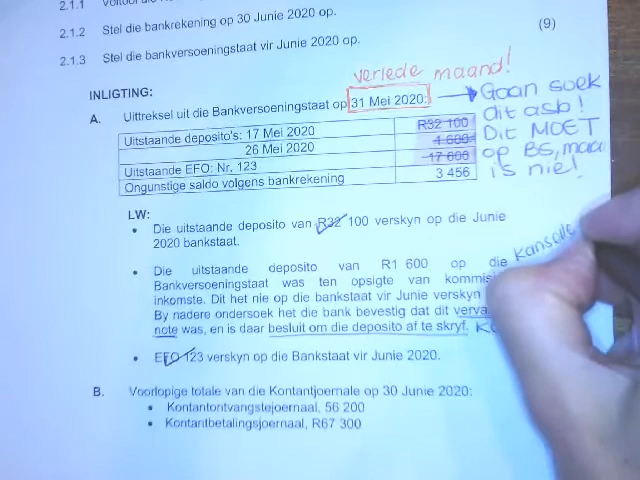 2.1.1
2.1.2 Stel die bankrekening op 30 Junie 2020 op.
2.1.3 Stel die bankversoeningstaat vir Junie 2020 op.
(9)
verlede maand!
INLIGTING:
A. Uittreksel uit die Bankversoeningstaat op 31 Mei 2020:
Gaan soek
dit asb!
Dit MOET
op BS, maar
is nie!
Uitstaande deposito's: 17 Mei 2020 R32 100
26 Mei 2020 1 600
Uitstaande EFO: Nr. 123 17 600
Ongunstige saldo volgens bankrekening 3 456
LW:
• Die uitstaande deposito van R32 100 verskyn op die Junie
2020 bankstaat.
• Die uitstaande deposito van R1 600 op die
Kanselle
Bankversoeningstaat was ten opsigte van
inkomste. Dit het nie op die bankstaat vir Junie verskyn
By nadere ondersoek het die bank bevestig dat dit
note was, en is daar besluit om die deposito af te skryf.
• EFO 123 verskyn op die Bankstaat vir Junie 2020.
B. Voorlopige totale van die Kontantjoernale op 30 Junie 2020:
• Kontantontvangstejoernaal, 56 200
• Kontantbetalingsjoernaal, R67 300